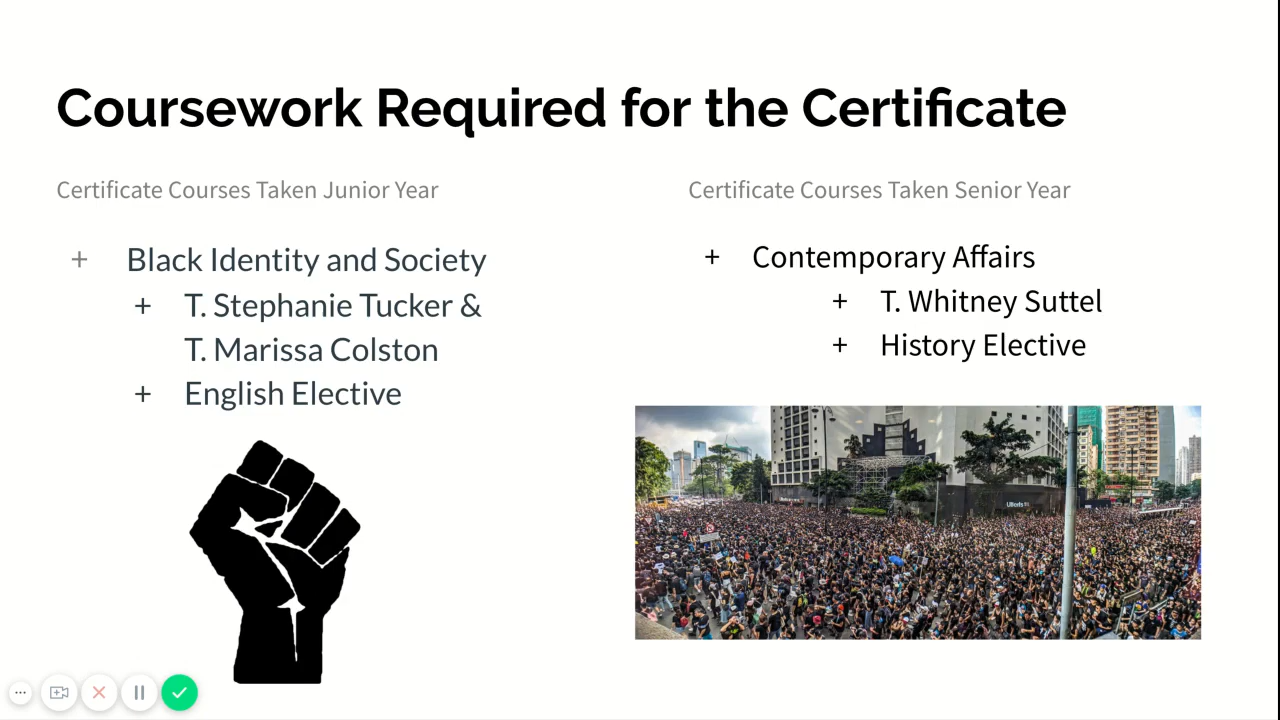 Coursework Required for the Certificate
Certificate Courses Taken Junior Year
+ Black Identity and Society
+ T. Stephanie Tucker &
T. Marissa Colston
+ English Elective
Certificate Courses Taken Senior Year
+ Contemporary Affairs
+ T. Whitney Suttel
+ History Elective